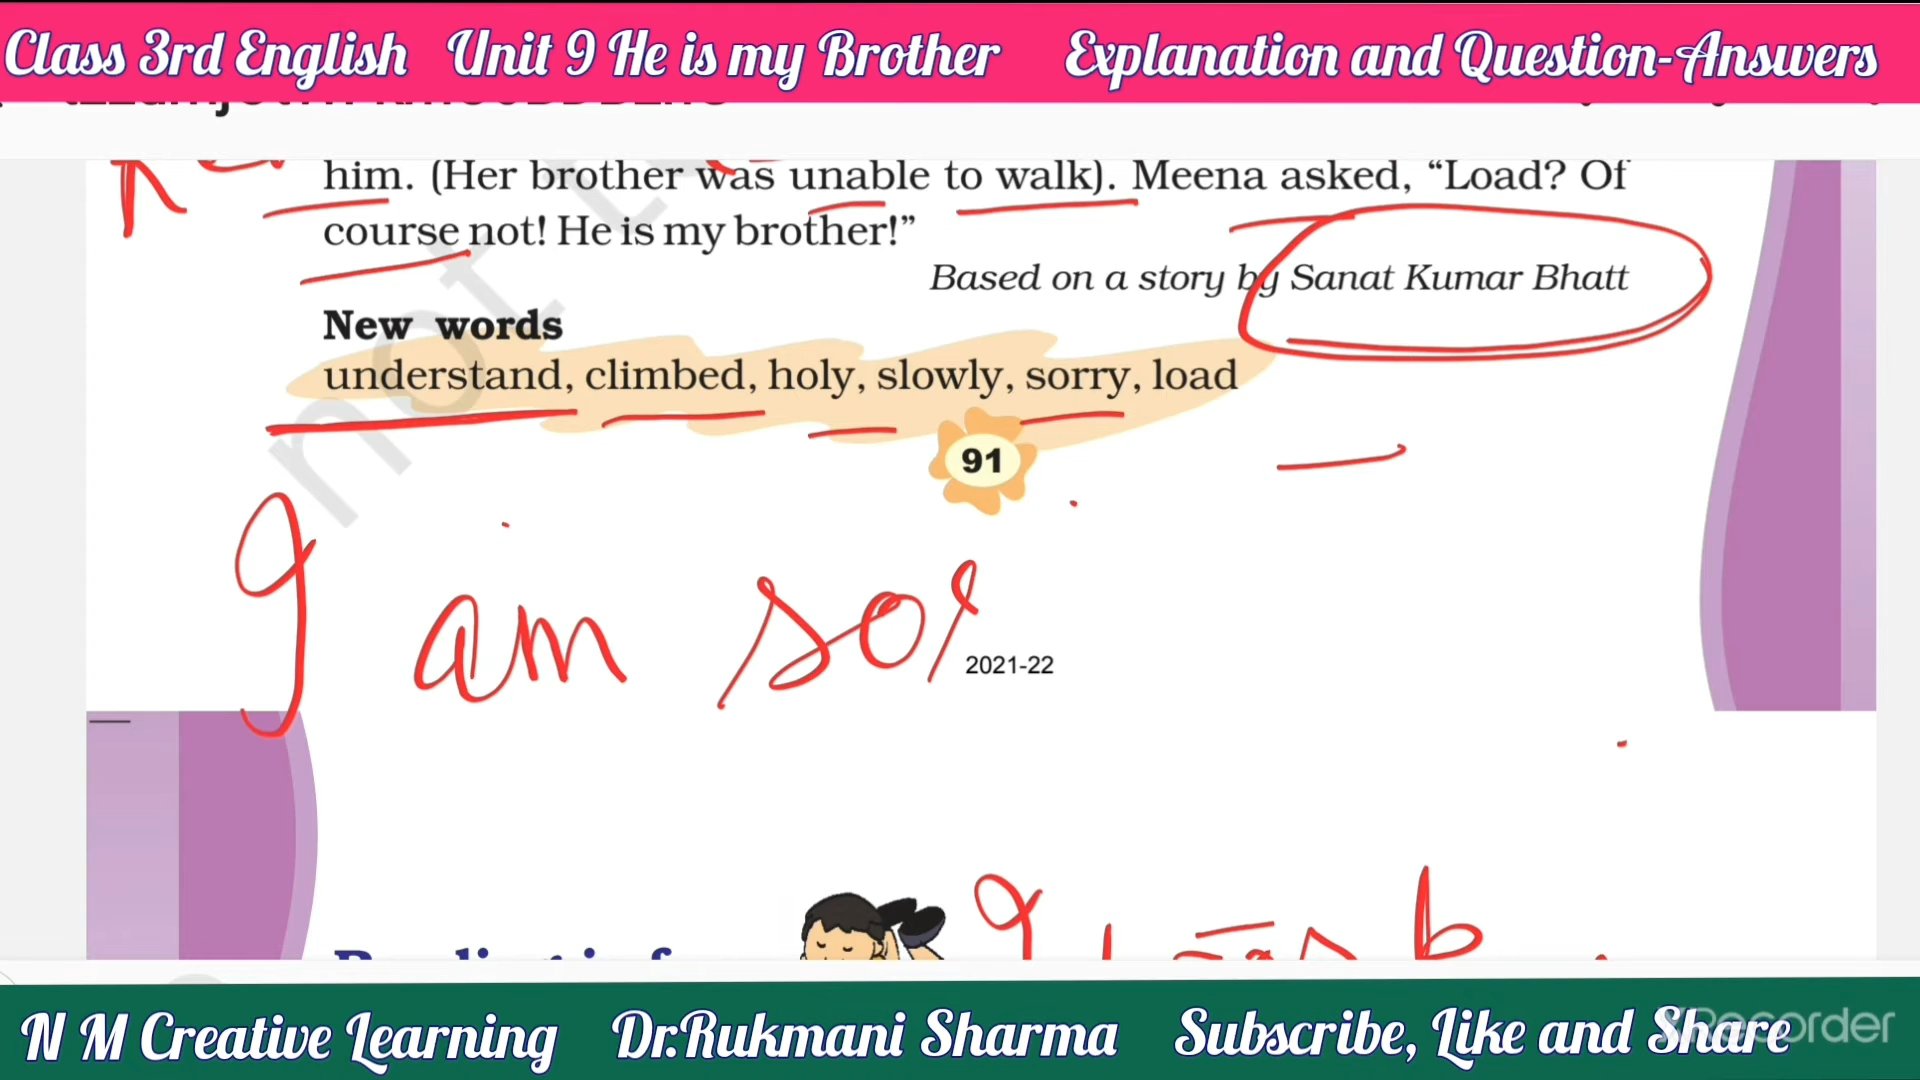 Class 3rd English Unit 9 He is my Brother Explanation and Question-Answers
him. (Her brother was unable to walk). Meena asked, “Load? Of
course not! He is my brother!”
Based on a story by Sanat Kumar Bhatt
New words
understand, climbed, holy, slowly, sorry, load
91
not
I am sor
2021-22
N M Creative Learning Dr.Rukmani Sharma Subscribe, Like and Share
Recorder